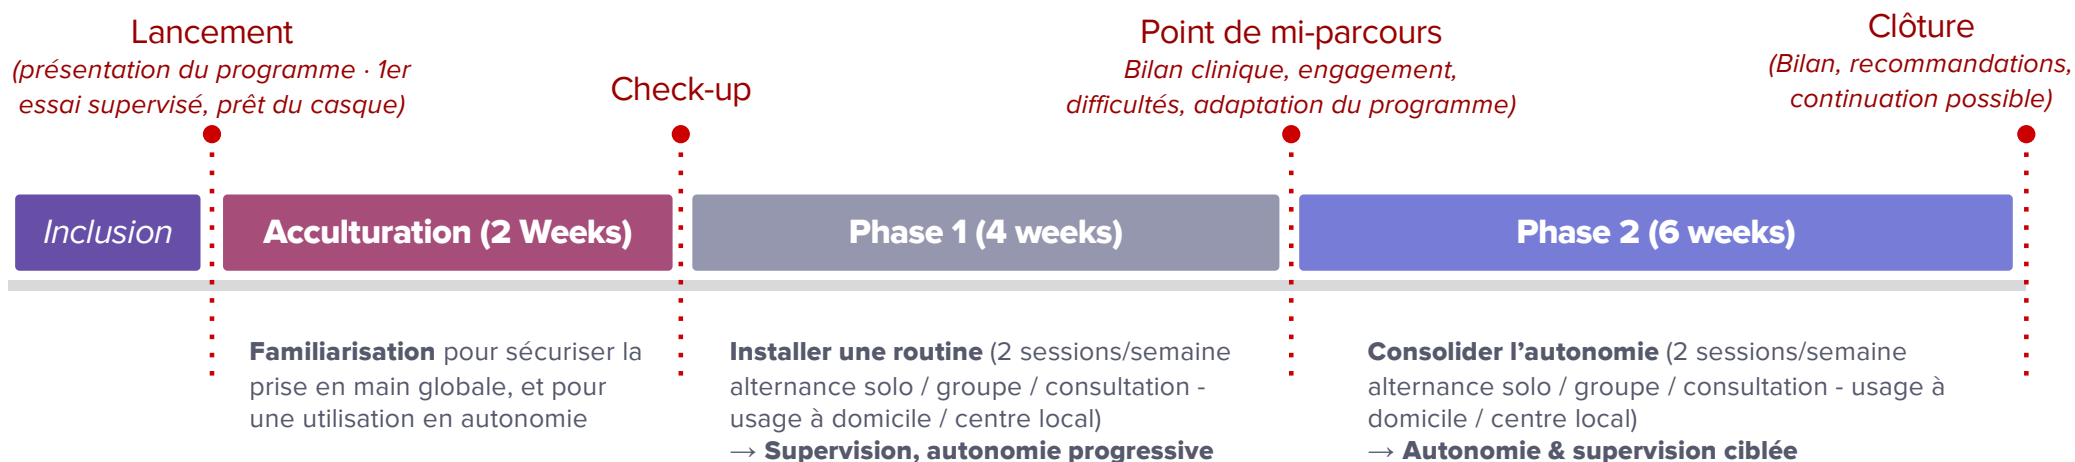 Lancement
(présentation du programme · 1er
essai supervisé, prêt du casque)
Check-up
Point de mi-parcours
Bilan clinique, engagement,
difficultés, adaptation du programme)
Clôture
(Bilan, recommandations,
continuation possible)
Inclusion
Acculturation (2 Weeks)
Phase 1 (4 weeks)
Phase 2 (6 weeks)
Familiarisation pour sécuriser la
prise en main globale, et pour
une utilisation en autonomie
Installer une routine (2 sessions/semaine
alternance solo / groupe / consultation -
usage à domicile / centre local)
→ Supervision, autonomie progressive
Consolider l’autonomie (2 sessions/semaine
alternance solo / groupe / consultation - usage à
domicile / centre local)
→ Autonomie & supervision ciblée